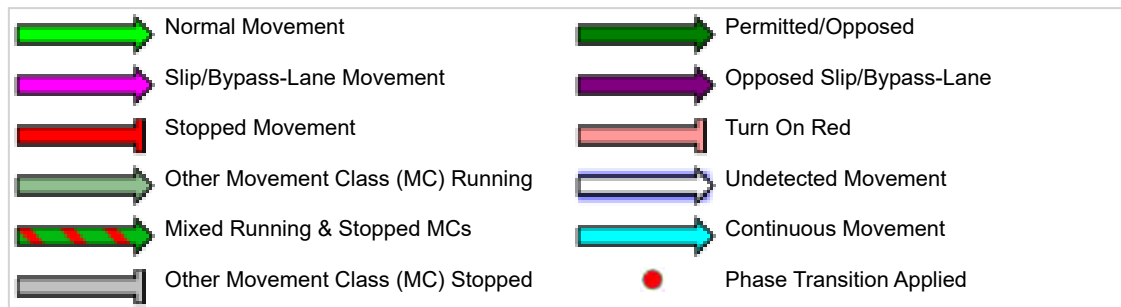 Normal Movement
Permitted/Opposed
Slip/Bypass-Lane Movement
Opposed Slip/Bypass-Lane
Stopped Movement
Turn On Red
Other Movement Class (MC) Running
Undetected Movement
Mixed Running & Stopped MCs
Continuous Movement
Other Movement Class (MC) Stopped
Phase Transition Applied